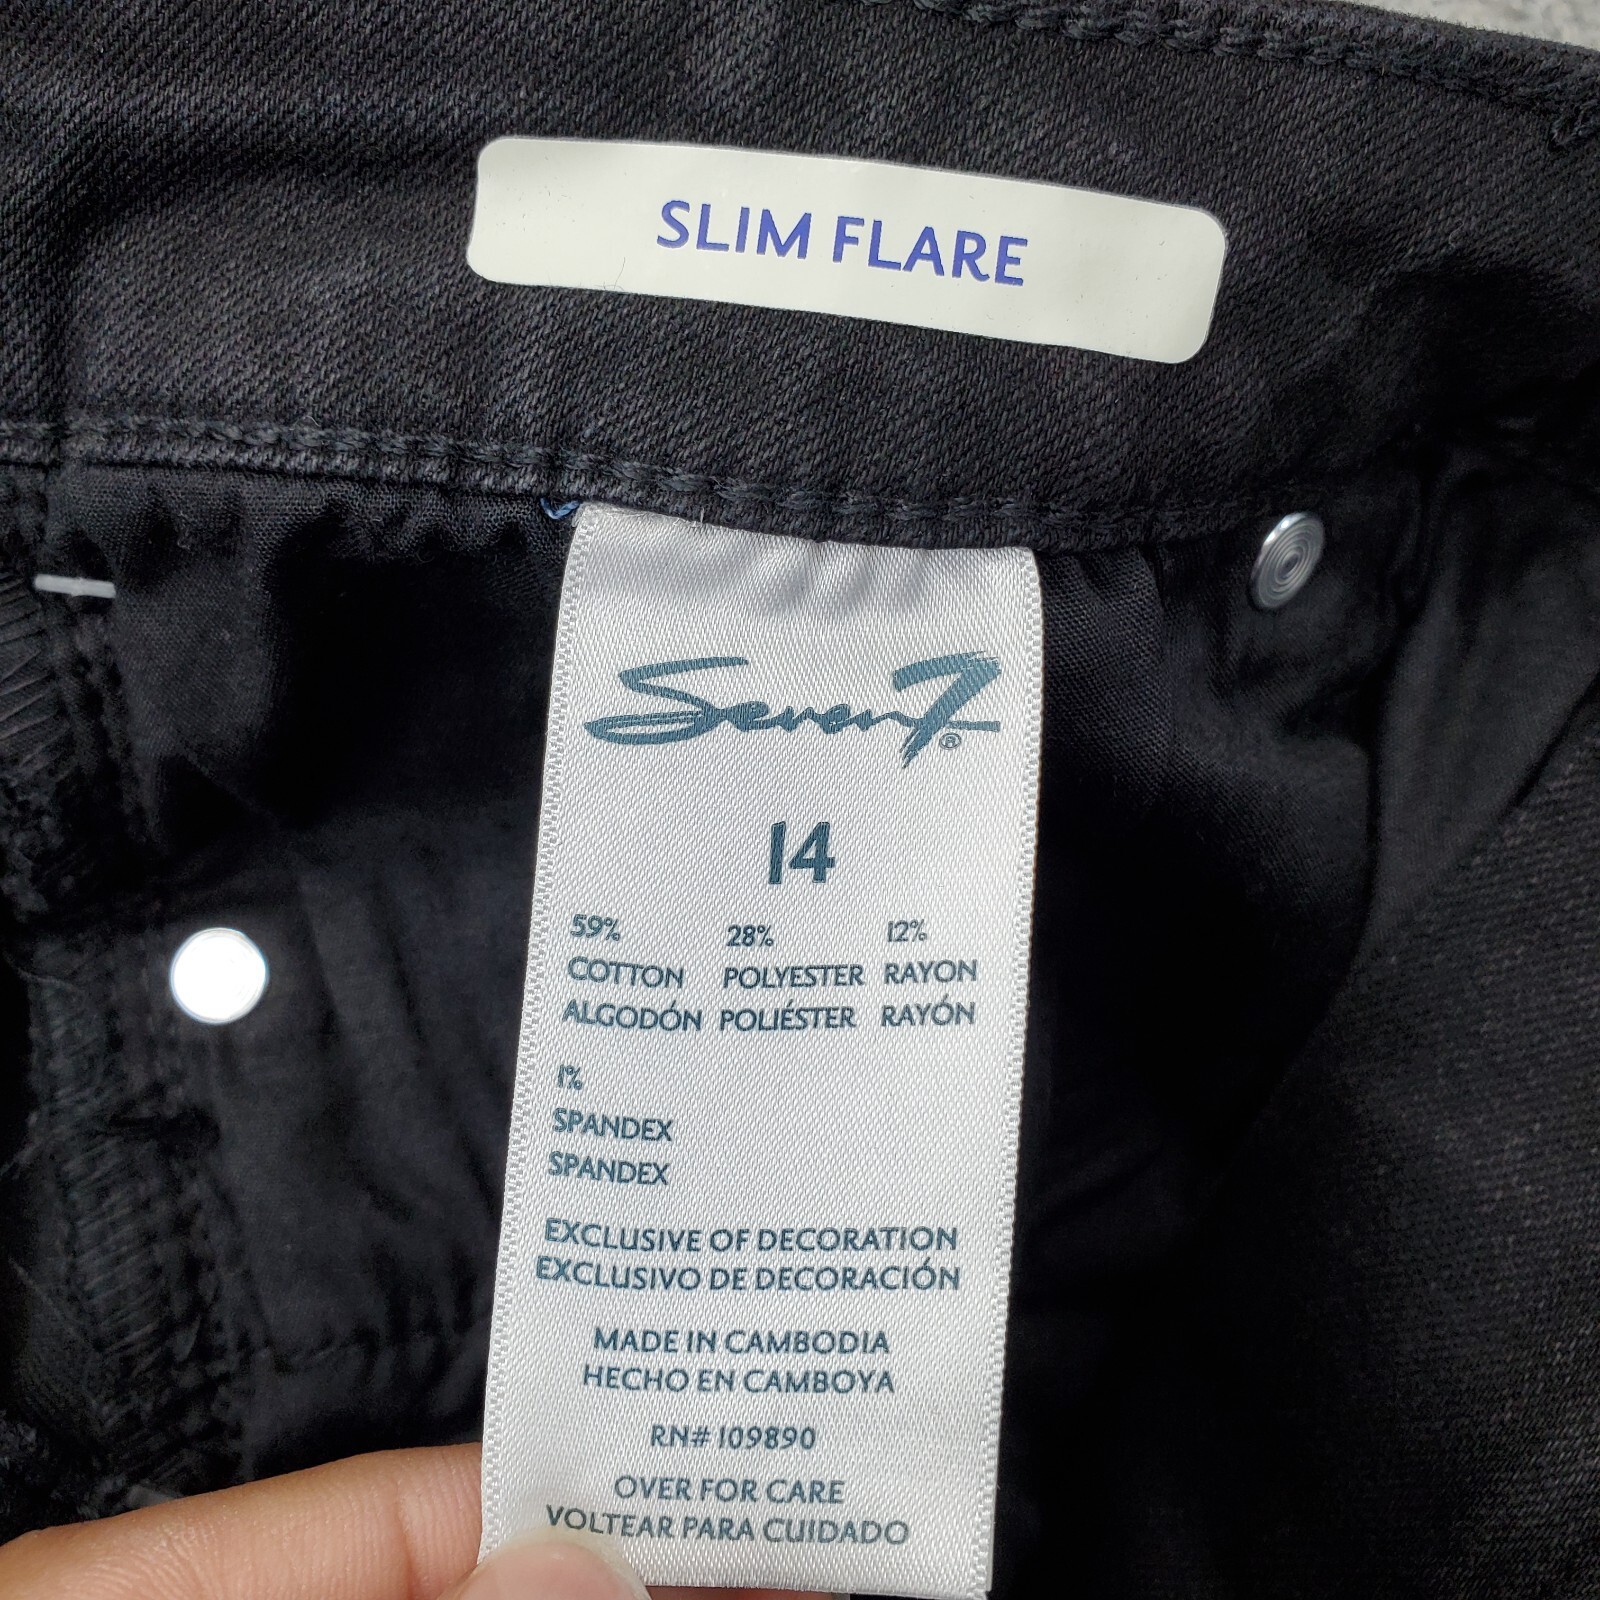 SLIM FLARE
Seven7®
14
59% 28% 12%
COTTON POLYESTER RAYON
ALGODÓN POLIÉSTER RAYÓN
1%
SPANDEX
SPANDEX
EXCLUSIVE OF DECORATION
EXCLUSIVO DE DECORACIÓN
MADE IN CAMBODIA
HECHO EN CAMBOYA
RN# 109890
OVER FOR CARE
VOLTEAR PARA CUIDADO